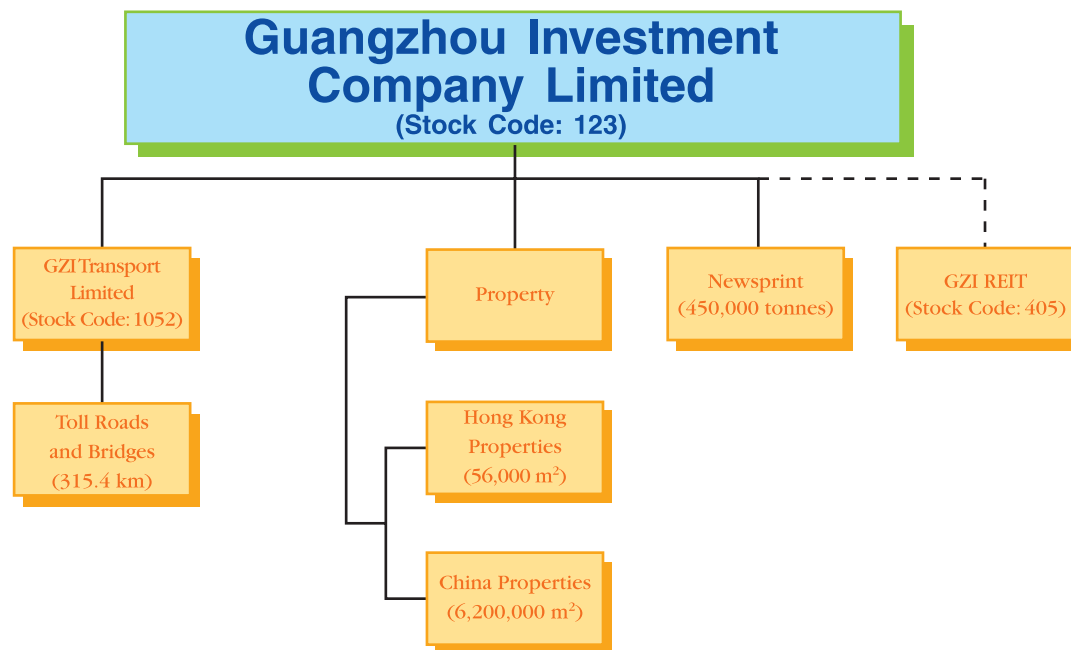 Guangzhou Investment
Company Limited
(Stock Code: 123)
GZI Transport
Limited
(Stock Code: 1052)
Property
Newsprint
(450,000 tonnes)
GZI REIT
(Stock Code: 405)
Toll Roads
and Bridges
(315.4 km)
Hong Kong
Properties
(56,000 m²)
China Properties
(6,200,000 m²)